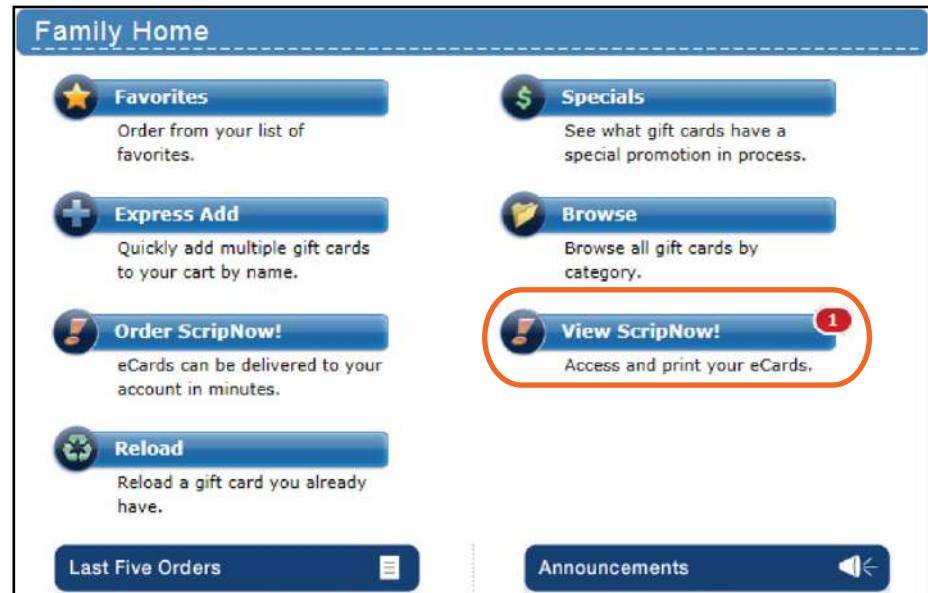 Family Home
Favorites
Order from your list of
favorites.
Specials
See what gift cards have a
special promotion in process.
Express Add
Quickly add multiple gift cards
to your cart by name.
Browse
Browse all gift cards by
category.
Order ScripNow!
eCards can be delivered to your
account in minutes.
View ScripNow!
1
Access and print your eCards.
Reload
Reload a gift card you already
have.
Last Five Orders
Announcements